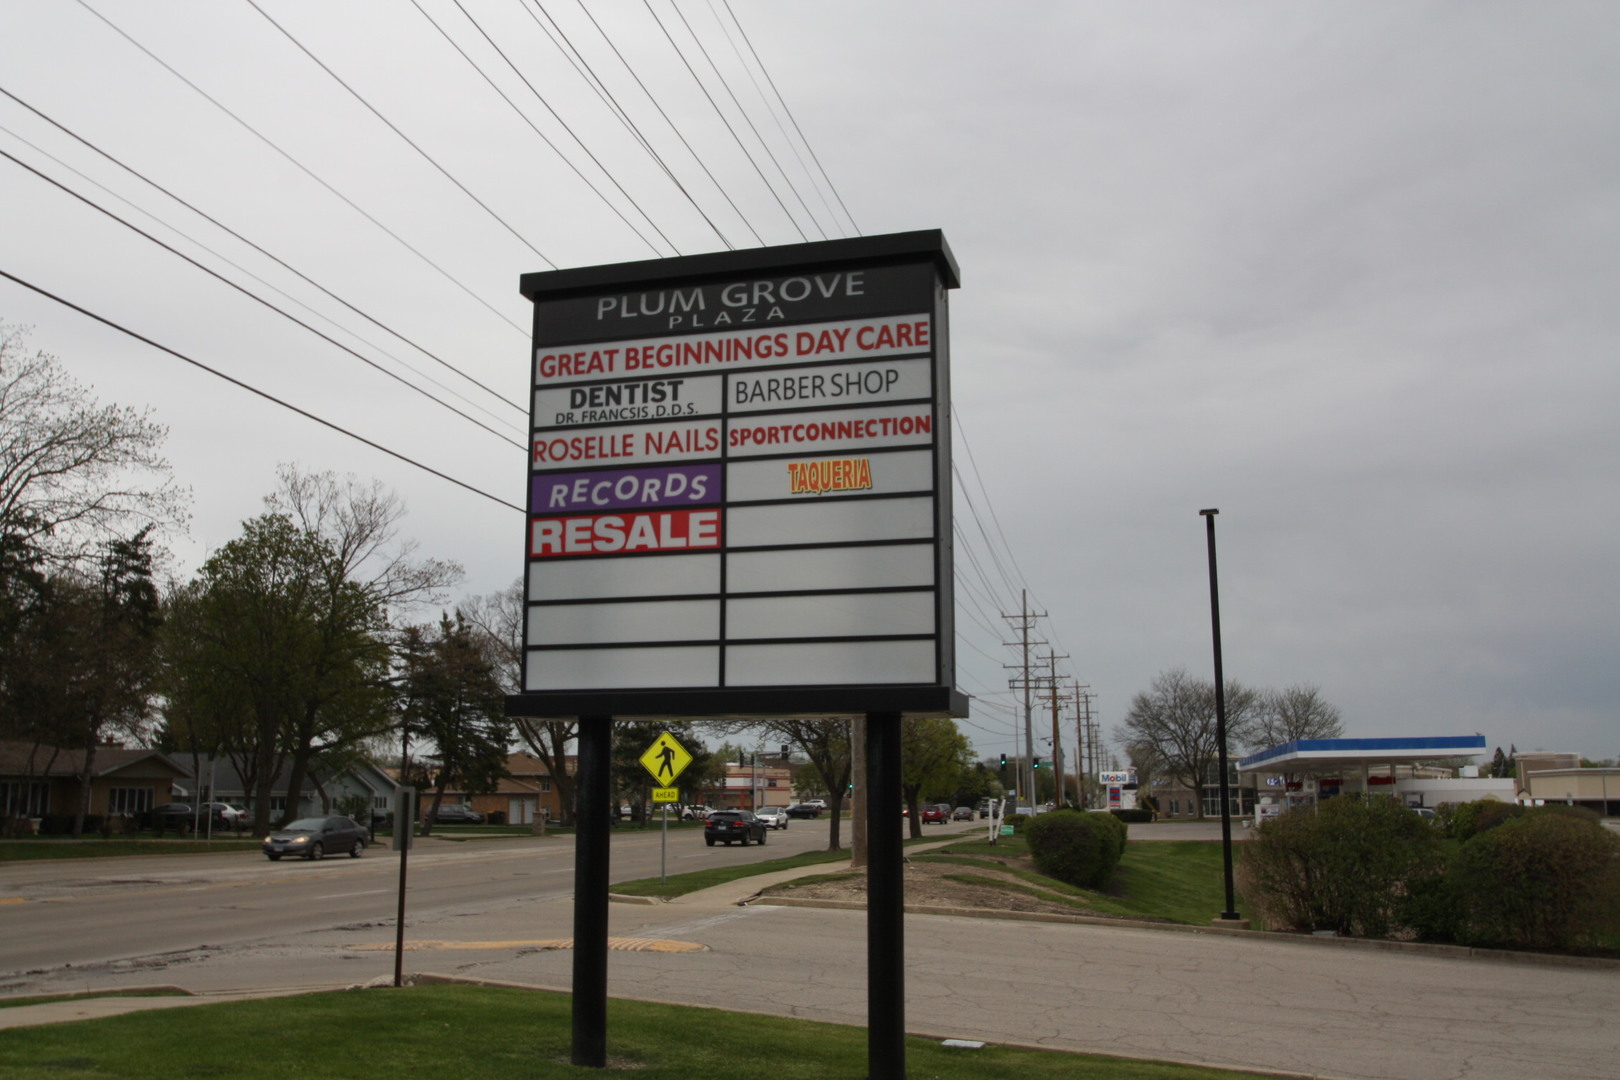 PLUM GROVE
PLAZA
GREAT BEGINNINGS DAY CARE
DENTIST
DR. FRANCSIS, D.D.S.
BARBER SHOP
ROSELLE NAILS
SPORTCONNECTION
RECORDS
TAQUERIA
RESALE
AHEAD
Mobil